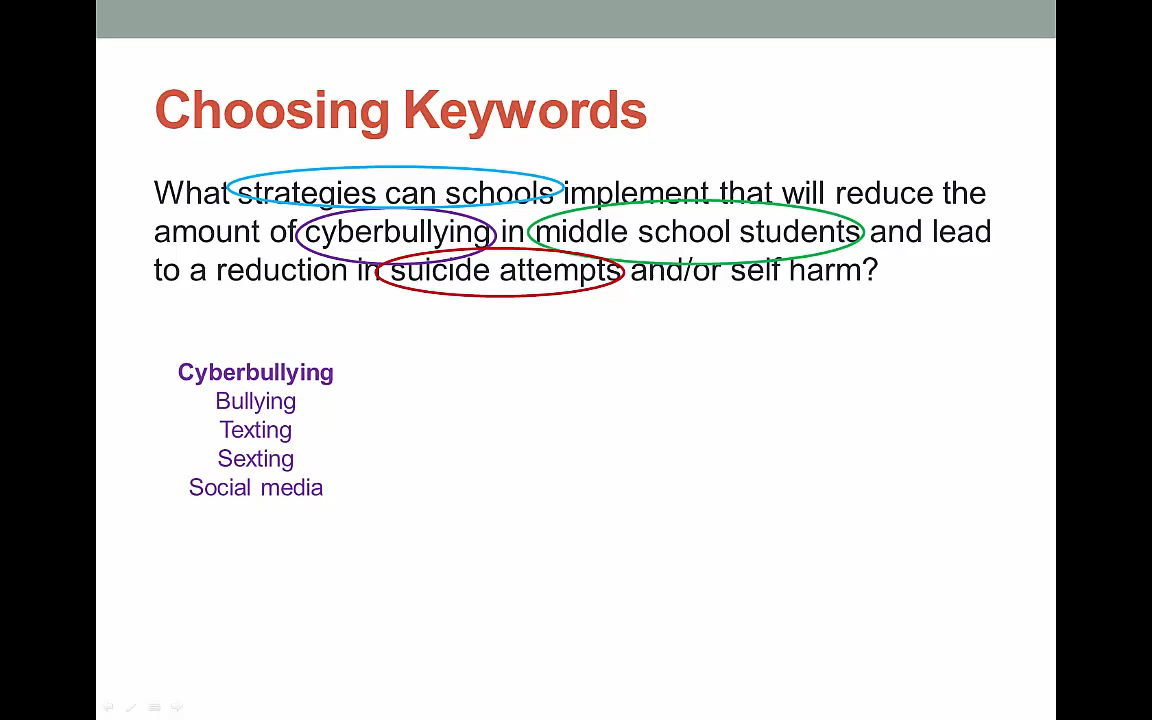 Choosing Keywords
What strategies can schools implement that will reduce the
amount of cyberbullying in middle school students and lead
to a reduction in suicide attempts and/or self harm?
Cyberbullying
Bullying
Texting
Sexting
Social media